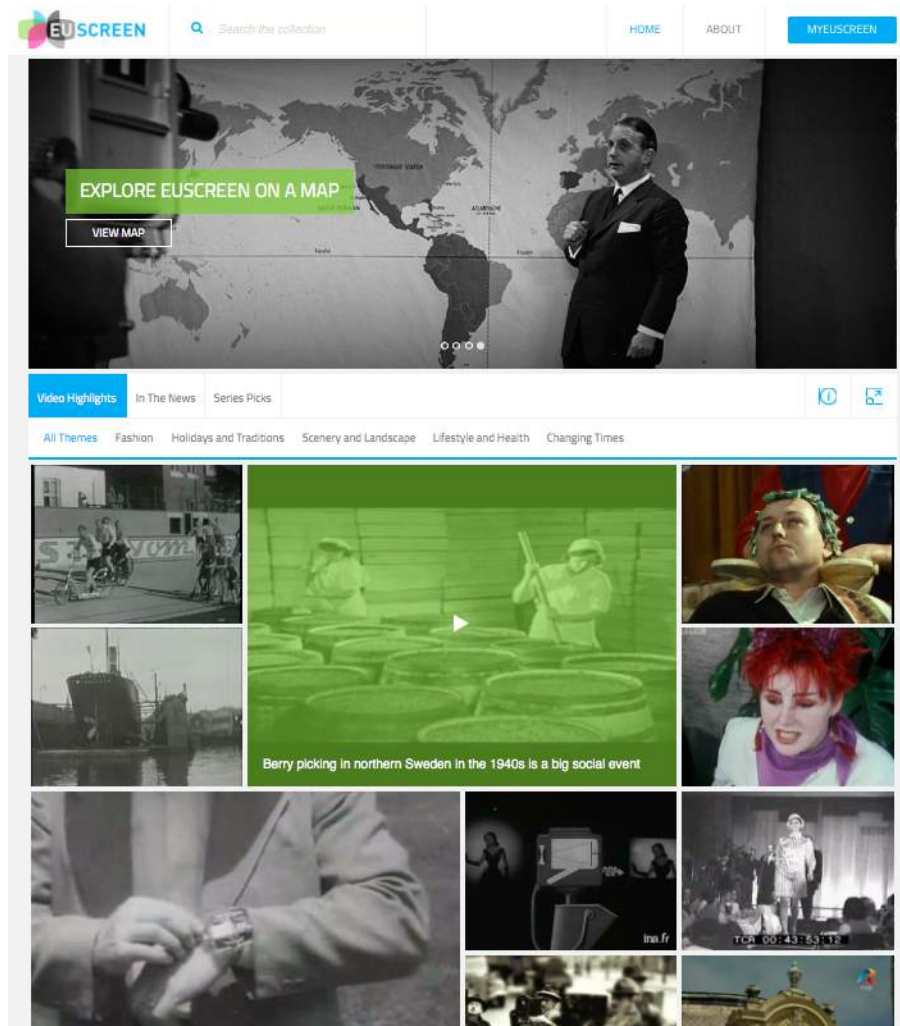 EUSCREEN
Search the collection
HOME
ABOUT
MYEUSCREEN
EXPLORE EUSCREEN ON A MAP
VIEW MAP
Video Highlights
In The News
Series Picks
All Themes
Fashion
Holidays and Traditions
Scenery and Landscape
Lifestyle and Health
Changing Times
Berry picking in northern Sweden in the 1940s is a big social event
ina.fr
TCR 00:43:53:12